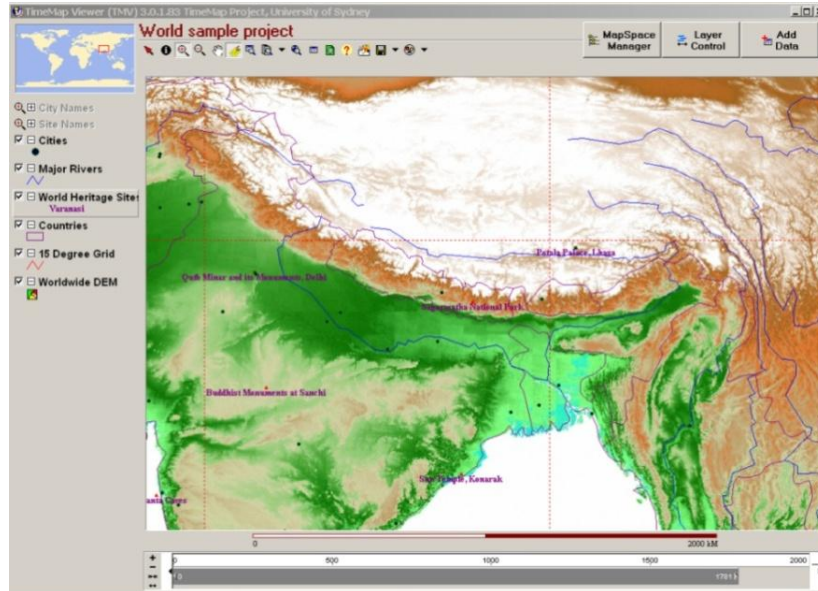 TimeMap Viewer (TMV) 3.0.1.83 TimeMap Project, University of Sydney
World sample project
MapSpace Manager
Layer Control
Add Data
City Names
Site Names
Cities
Major Rivers
World Heritage Sites
Varanasi
Countries
15 Degree Grid
Worldwide DEM
Potala Palace, Lhasa
Qutb Minar and its Monuments, Delhi
Sagarmatha National Park
Buddhist Monuments at Sanchi
Sun Temple, Konarak
Caves
0
2000 kM
0 500 1000 1500 2000
0
1781